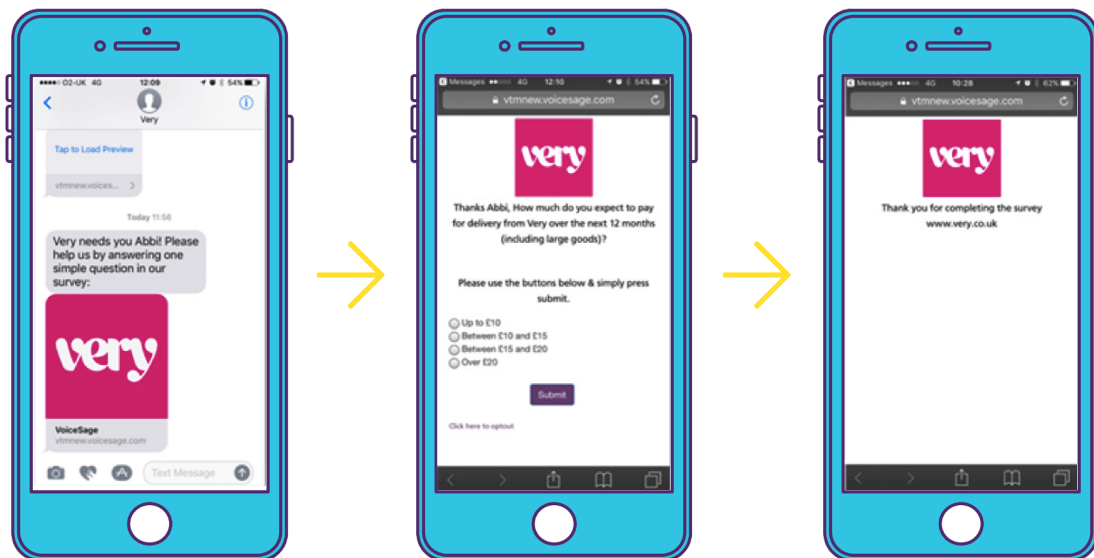 O2-UK 4G 12:09 54%
Very
Tap to Load Preview
vtmnew.voices...
Today 11:56
Very needs you Abbi! Please
help us by answering one
simple question in our
survey:
very
VoiceSage
vtmnew.voicesage.com
Text Message
Messages 4G 12:10 54%
vtmnew.voicesage.com
very
Thanks Abbi, How much do you expect to pay
for delivery from Very over the next 12 months
(including large goods)?
Please use the buttons below & simply press
submit.
Up to £10
Between £10 and £15
Between £15 and £20
Over £20
Submit
Click here to optout
Messages 4G 10:28 62%
vtmnew.voicesage.com
very
Thank you for completing the survey
www.very.co.uk